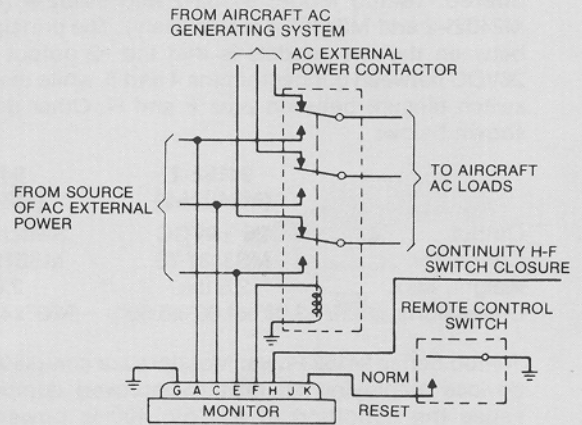 FROM AIRCRAFT AC
GENERATING SYSTEM
AC EXTERNAL
POWER CONTACTOR
FROM SOURCE
OF AC EXTERNAL
POWER
TO AIRCRAFT
AC LOADS
CONTINUITY H-F
SWITCH CLOSURE
REMOTE CONTROL
SWITCH
NORM
RESET
G A C E F H J K
MONITOR